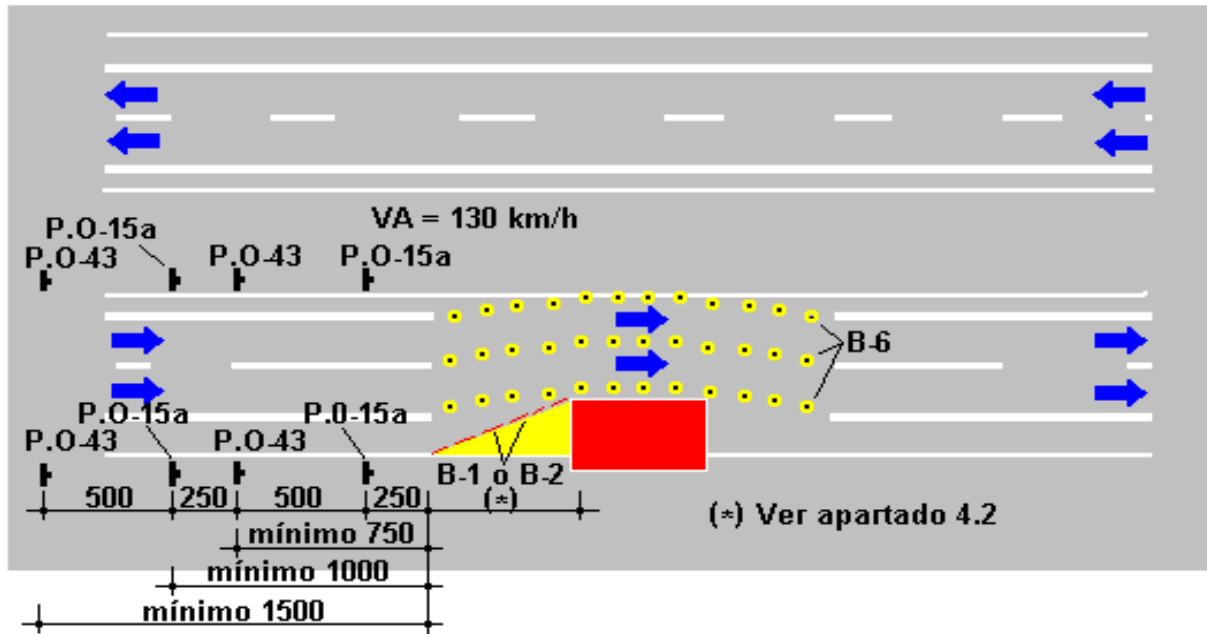 VA = 130 km/h
P.O-15a
P.O-43 P.O-43 P.O-15a
B-6
P.O-15a P.0-15a
P.O-43 P.O-43
B-1 o B-2
500 250 500 250 (*)
(*) Ver apartado 4.2
mínimo 750
mínimo 1000
mínimo 1500